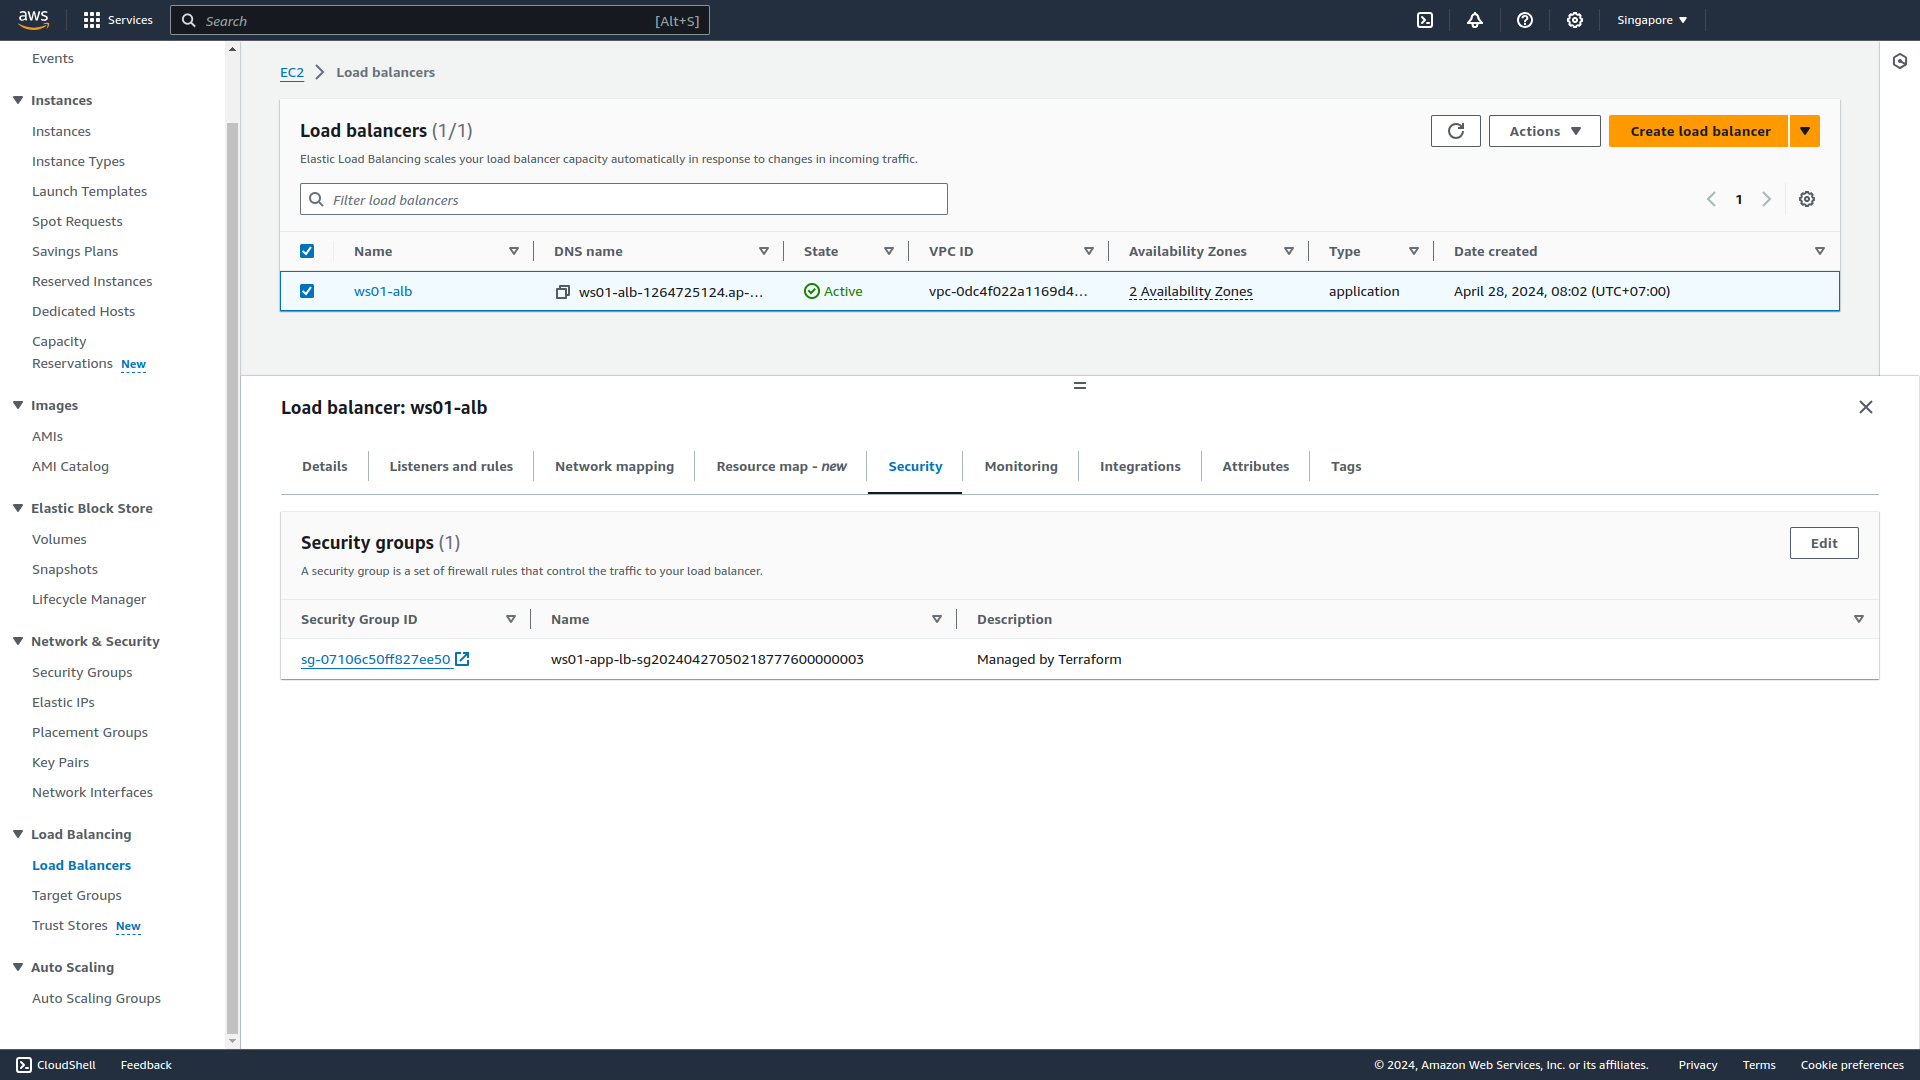 aws
Services
Search
[Alt+S]
Singapore
Events
Instances
Instances
Instance Types
Launch Templates
Spot Requests
Savings Plans
Reserved Instances
Dedicated Hosts
Capacity
Reservations New
Images
AMIs
AMI Catalog
Elastic Block Store
Volumes
Snapshots
Lifecycle Manager
Network & Security
Security Groups
Elastic IPs
Placement Groups
Key Pairs
Network Interfaces
Load Balancing
Load Balancers
Target Groups
Trust Stores New
Auto Scaling
Auto Scaling Groups
EC2 Load balancers
Load balancers (1/1)
Actions
Create load balancer
Elastic Load Balancing scales your load balancer capacity automatically in response to changes in incoming traffic.
Filter load balancers
1
Name DNS name State VPC ID Availability Zones Type Date created
ws01-alb ws01-alb-1264725124.ap-... Active vpc-0dc4f022a1169d4... 2 Availability Zones application April 28, 2024, 08:02 (UTC+07:00)
Load balancer: ws01-alb
Details Listeners and rules Network mapping Resource map - new Security Monitoring Integrations Attributes Tags
Security groups (1)
Edit
A security group is a set of firewall rules that control the traffic to your load balancer.
Security Group ID Name Description
sg-07106c50ff827ee50 ws01-app-lb-sg20240427050218777600000003 Managed by Terraform
CloudShell Feedback © 2024, Amazon Web Services, Inc. or its affiliates. Privacy Terms Cookie preferences